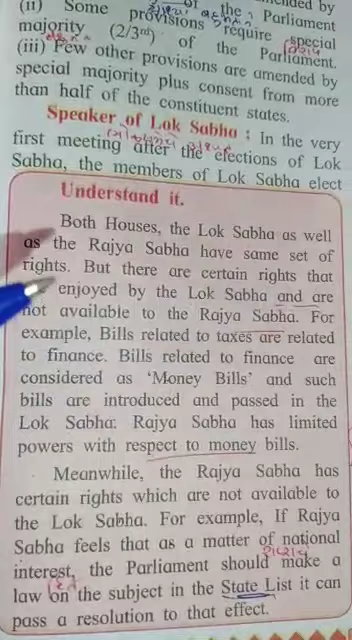 ended by
of the Parliament
(ii) Some provisions require special
majority (2/3rd) of the Parliament.
(iii) Few other provisions are amended by
special majority plus consent from more
than half of the constituent states.
Speaker of Lok Sabha : In the very
first meeting after the elections of Lok
Sabha, the members of Lok Sabha elect
Understand it.
Both Houses, the Lok Sabha as well
as the Rajya Sabha have same set of
rights. But there are certain rights that
enjoyed by the Lok Sabha and are
not available to the Rajya Sabha. For
example, Bills related to taxes are related
to finance. Bills related to finance are
considered as ‘Money Bills’ and such
bills are introduced and passed in the
Lok Sabha. Rajya Sabha has limited
powers with respect to money bills.
Meanwhile, the Rajya Sabha has
certain rights which are not available to
the Lok Sabha. For example, If Rajya
Sabha feels that as a matter of national
interest, the Parliament should make a
law on the subject in the State List it can
pass a resolution to that effect.